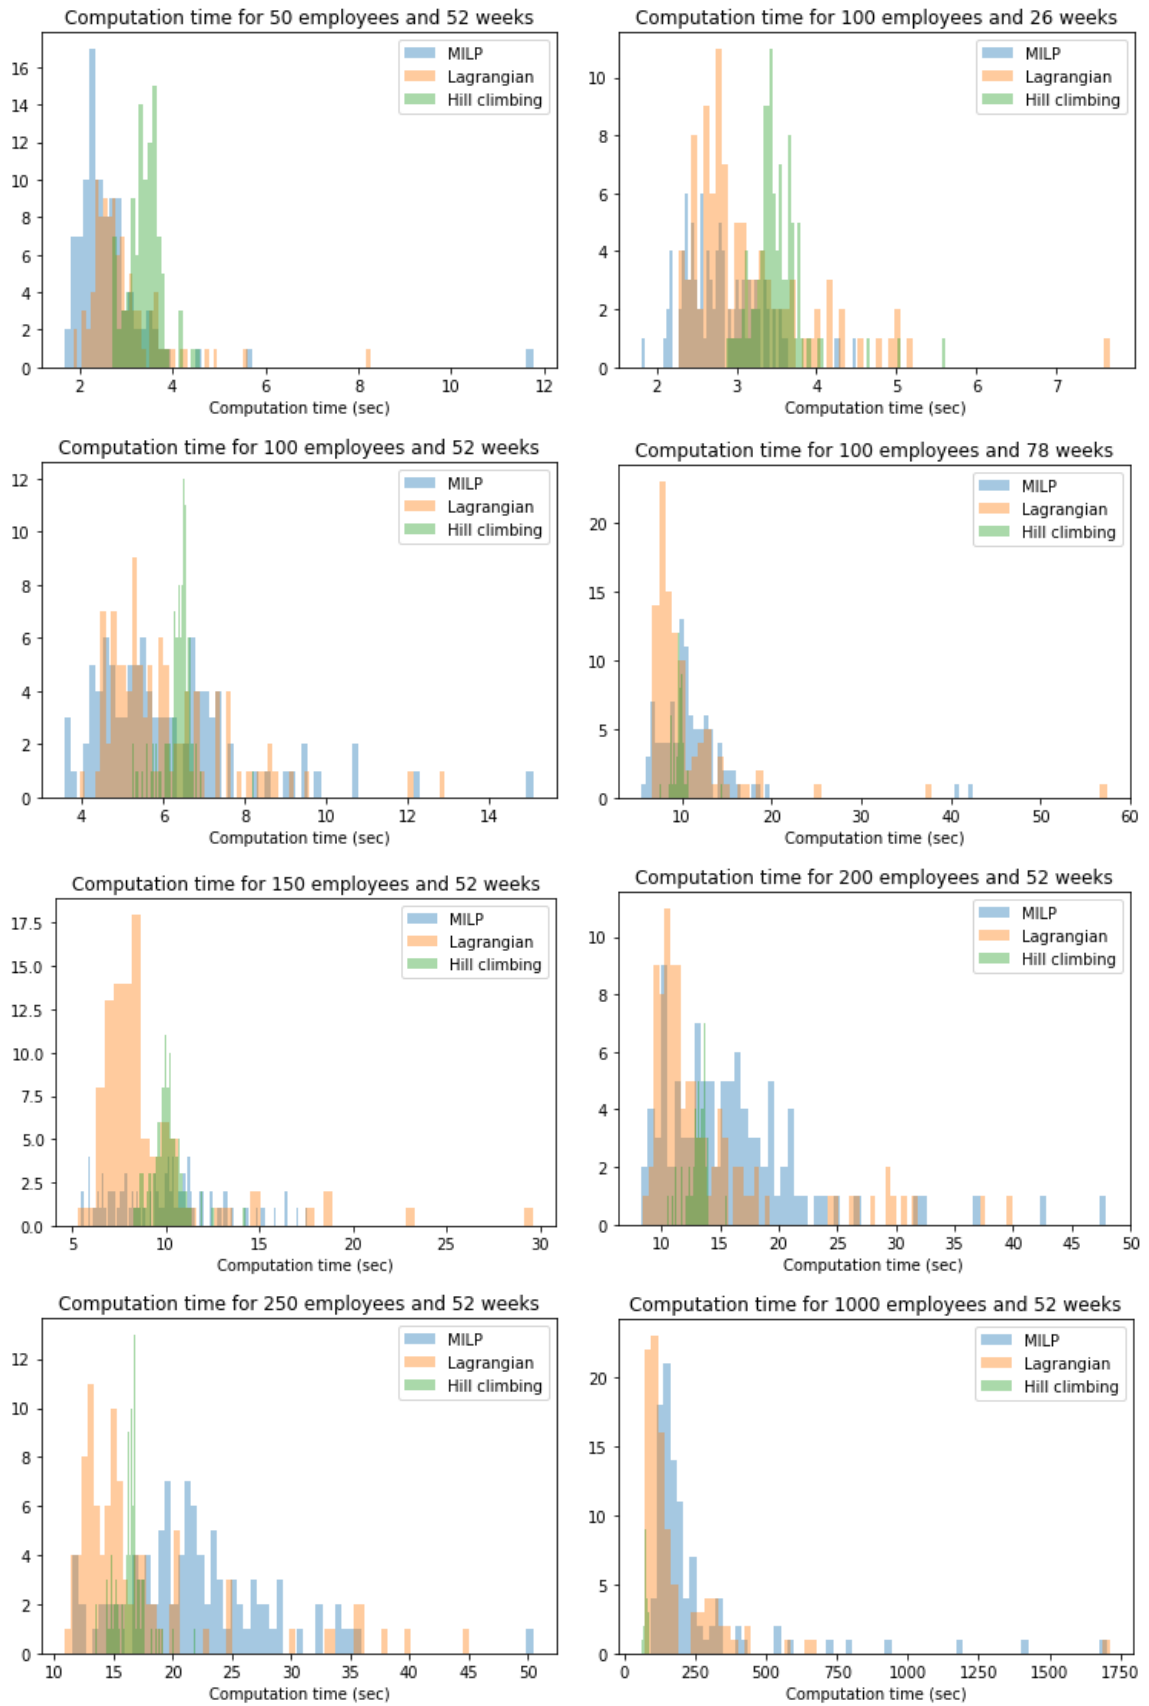 Computation time for 50 employees and 52 weeks
MILP
Lagrangian
Hill climbing
16
14
12
10
8
6
4
2
0
2 4 6 8 10 12
Computation time (sec)
Computation time for 100 employees and 26 weeks
MILP
Lagrangian
Hill climbing
10
8
6
4
2
0
2 3 4 5 6 7
Computation time (sec)
Computation time for 100 employees and 52 weeks
MILP
Lagrangian
Hill climbing
12
10
8
6
4
2
0
4 6 8 10 12 14
Computation time (sec)
Computation time for 100 employees and 78 weeks
MILP
Lagrangian
Hill climbing
20
15
10
5
0
10 20 30 40 50 60
Computation time (sec)
Computation time for 150 employees and 52 weeks
MILP
Lagrangian
Hill climbing
17.5
15.0
12.5
10.0
7.5
5.0
2.5
0.0
5 10 15 20 25 30
Computation time (sec)
Computation time for 200 employees and 52 weeks
MILP
Lagrangian
Hill climbing
10
8
6
4
2
0
10 15 20 25 30 35 40 45 50
Computation time (sec)
Computation time for 250 employees and 52 weeks
MILP
Lagrangian
Hill climbing
12
10
8
6
4
2
0
10 15 20 25 30 35 40 45 50
Computation time (sec)
Computation time for 1000 employees and 52 weeks
MILP
Lagrangian
Hill climbing
20
15
10
5
0
0 250 500 750 1000 1250 1500 1750
Computation time (sec)